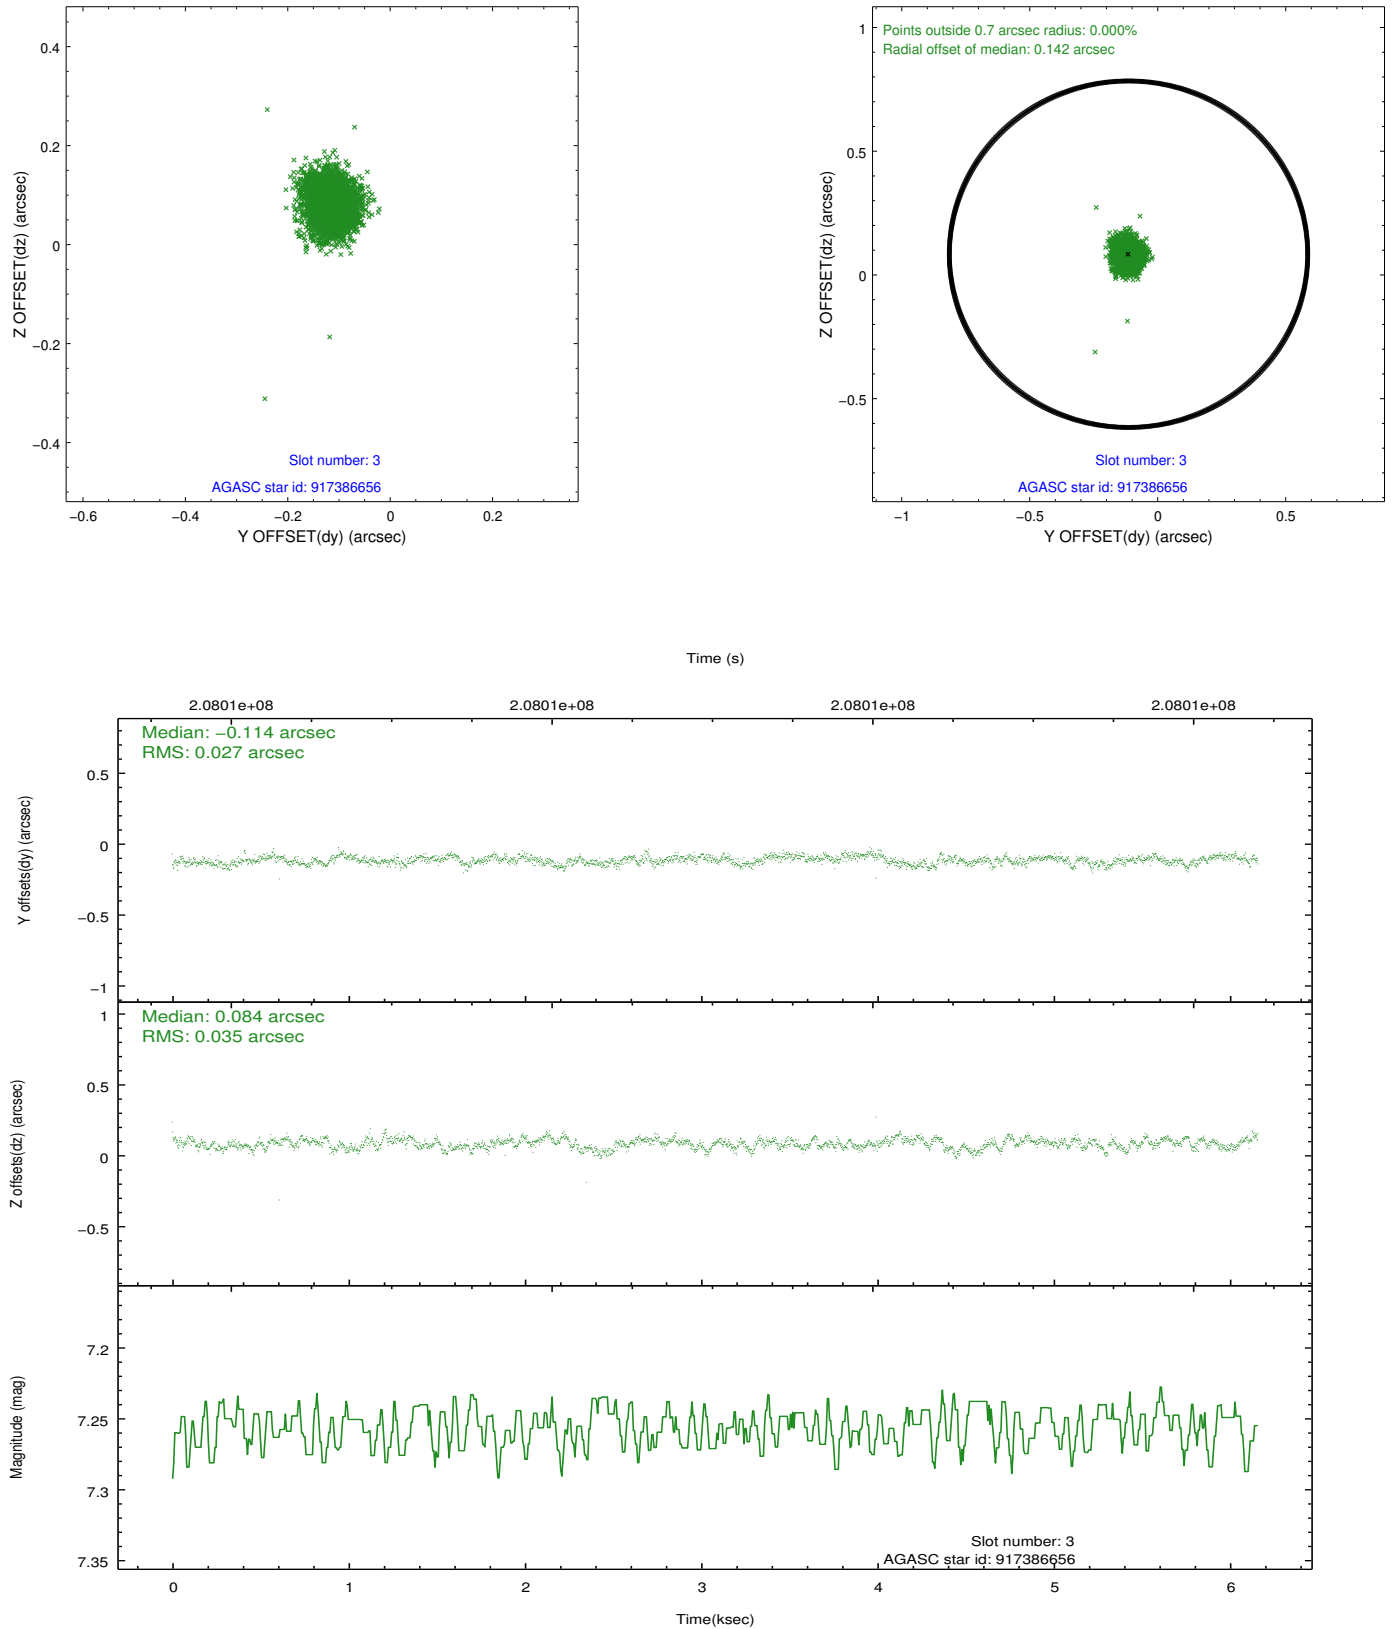 0.4
0.2
0
−0.2
−0.4
Z OFFSET(dz) (arcsec)
Slot number: 3
AGASC star id: 917386656
−0.6 −0.4 −0.2 0 0.2
Y OFFSET(dy) (arcsec)
Points outside 0.7 arcsec radius: 0.000%
Radial offset of median: 0.142 arcsec
1
0.5
0
−0.5
Z OFFSET(dz) (arcsec)
Slot number: 3
AGASC star id: 917386656
−1 −0.5 0 0.5
Y OFFSET(dy) (arcsec)
Time (s)
2.0801e+08 2.0801e+08 2.0801e+08 2.0801e+08
Median: −0.114 arcsec
RMS: 0.027 arcsec
0.5
0
−0.5
−1
Y offsets(dy) (arcsec)
Median: 0.084 arcsec
RMS: 0.035 arcsec
1
0.5
0
−0.5
Z offsets(dz) (arcsec)
7.2
7.25
7.3
7.35
Magnitude (mag)
Slot number: 3
AGASC star id: 917386656
0 1 2 3 4 5 6
Time(ksec)